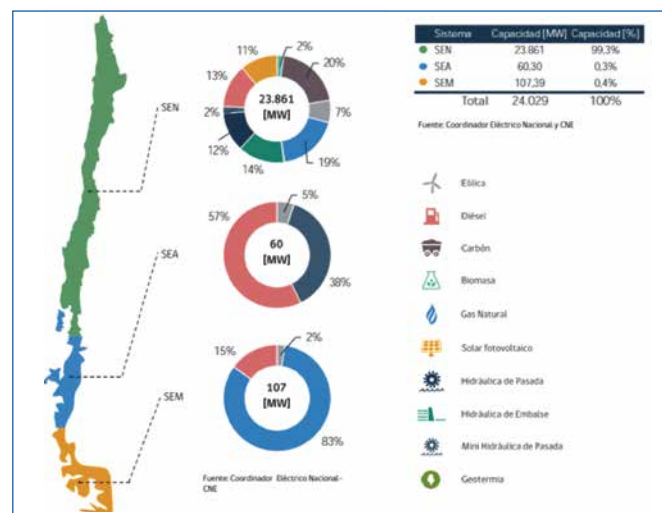 SEN
SEA
SEM
11%
2%
20%
13%
2%
7%
12%
14%
19%
23.861
[MW]
57%
5%
38%
60
[MW]
15%
2%
83%
107
[MW]
Fuente: Coordinador Eléctrico Nacional -
CNE
Sistema Capacidad [MW] Capacidad [%]
SEN 23.861 99.3%
SEA 60.30 0.3%
SEM 107,39 0,4%
Total 24.029 100%
Fuente: Coordinador Eléctrico Nacional y CNE
Eólica
Diésel
Carbón
Biomasa
Gas Natural
Solar fotovoltaico
Hidráulica de Pasada
Hidráulica de Embalse
Mini Hidráulica de Pasada
Geotermia